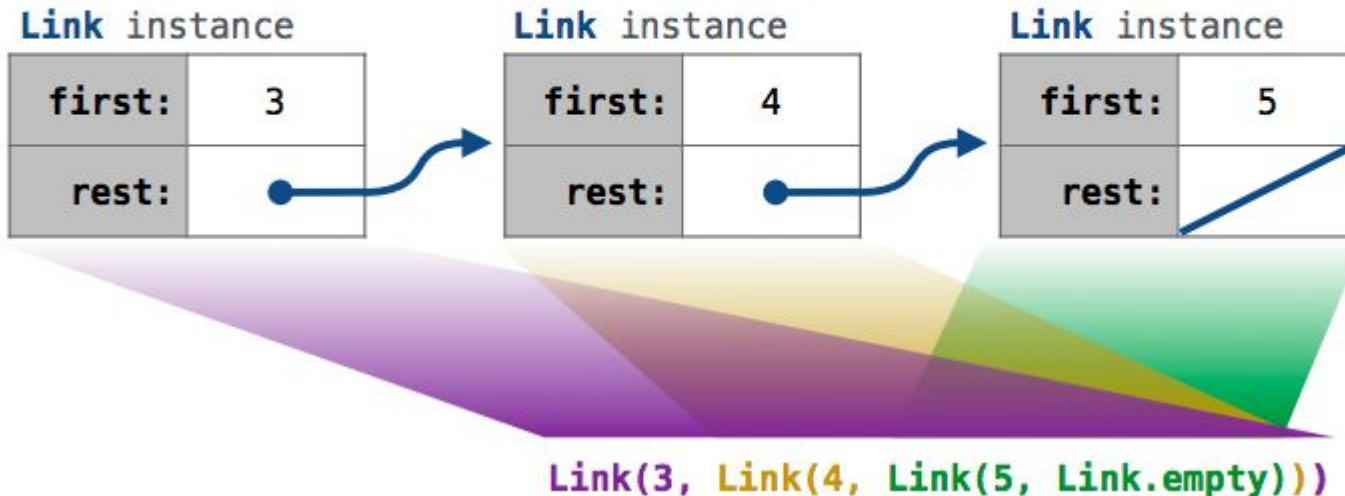 Link instance Link instance Link instance
first: 3 first: 4 first: 5
rest: rest: rest:
Link(3, Link(4, Link(5, Link.empty)))